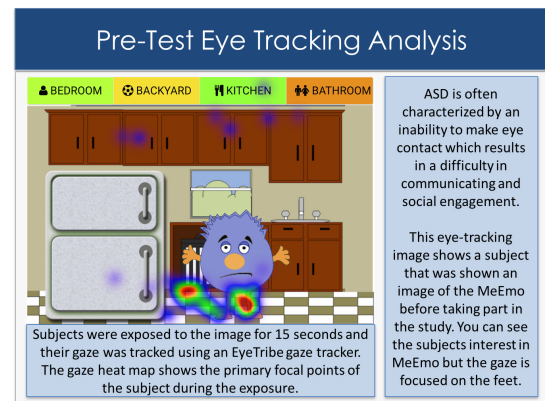 Pre-Test Eye Tracking Analysis
BEDROOM
BACKYARD
KITCHEN
BATHROOM
Subjects were exposed to the image for 15 seconds and
their gaze was tracked using an EyeTribe gaze tracker.
The gaze heat map shows the primary focal points of
the subject during the exposure.
ASD is often
characterized by an
inability to make eye
contact which results
in a difficulty in
communicating and
social engagement.
This eye-tracking
image shows a subject
that was shown an
image of the MeEmo
before taking part in
the study. You can see
the subjects interest in
MeEmo but the gaze is
focused on the feet.